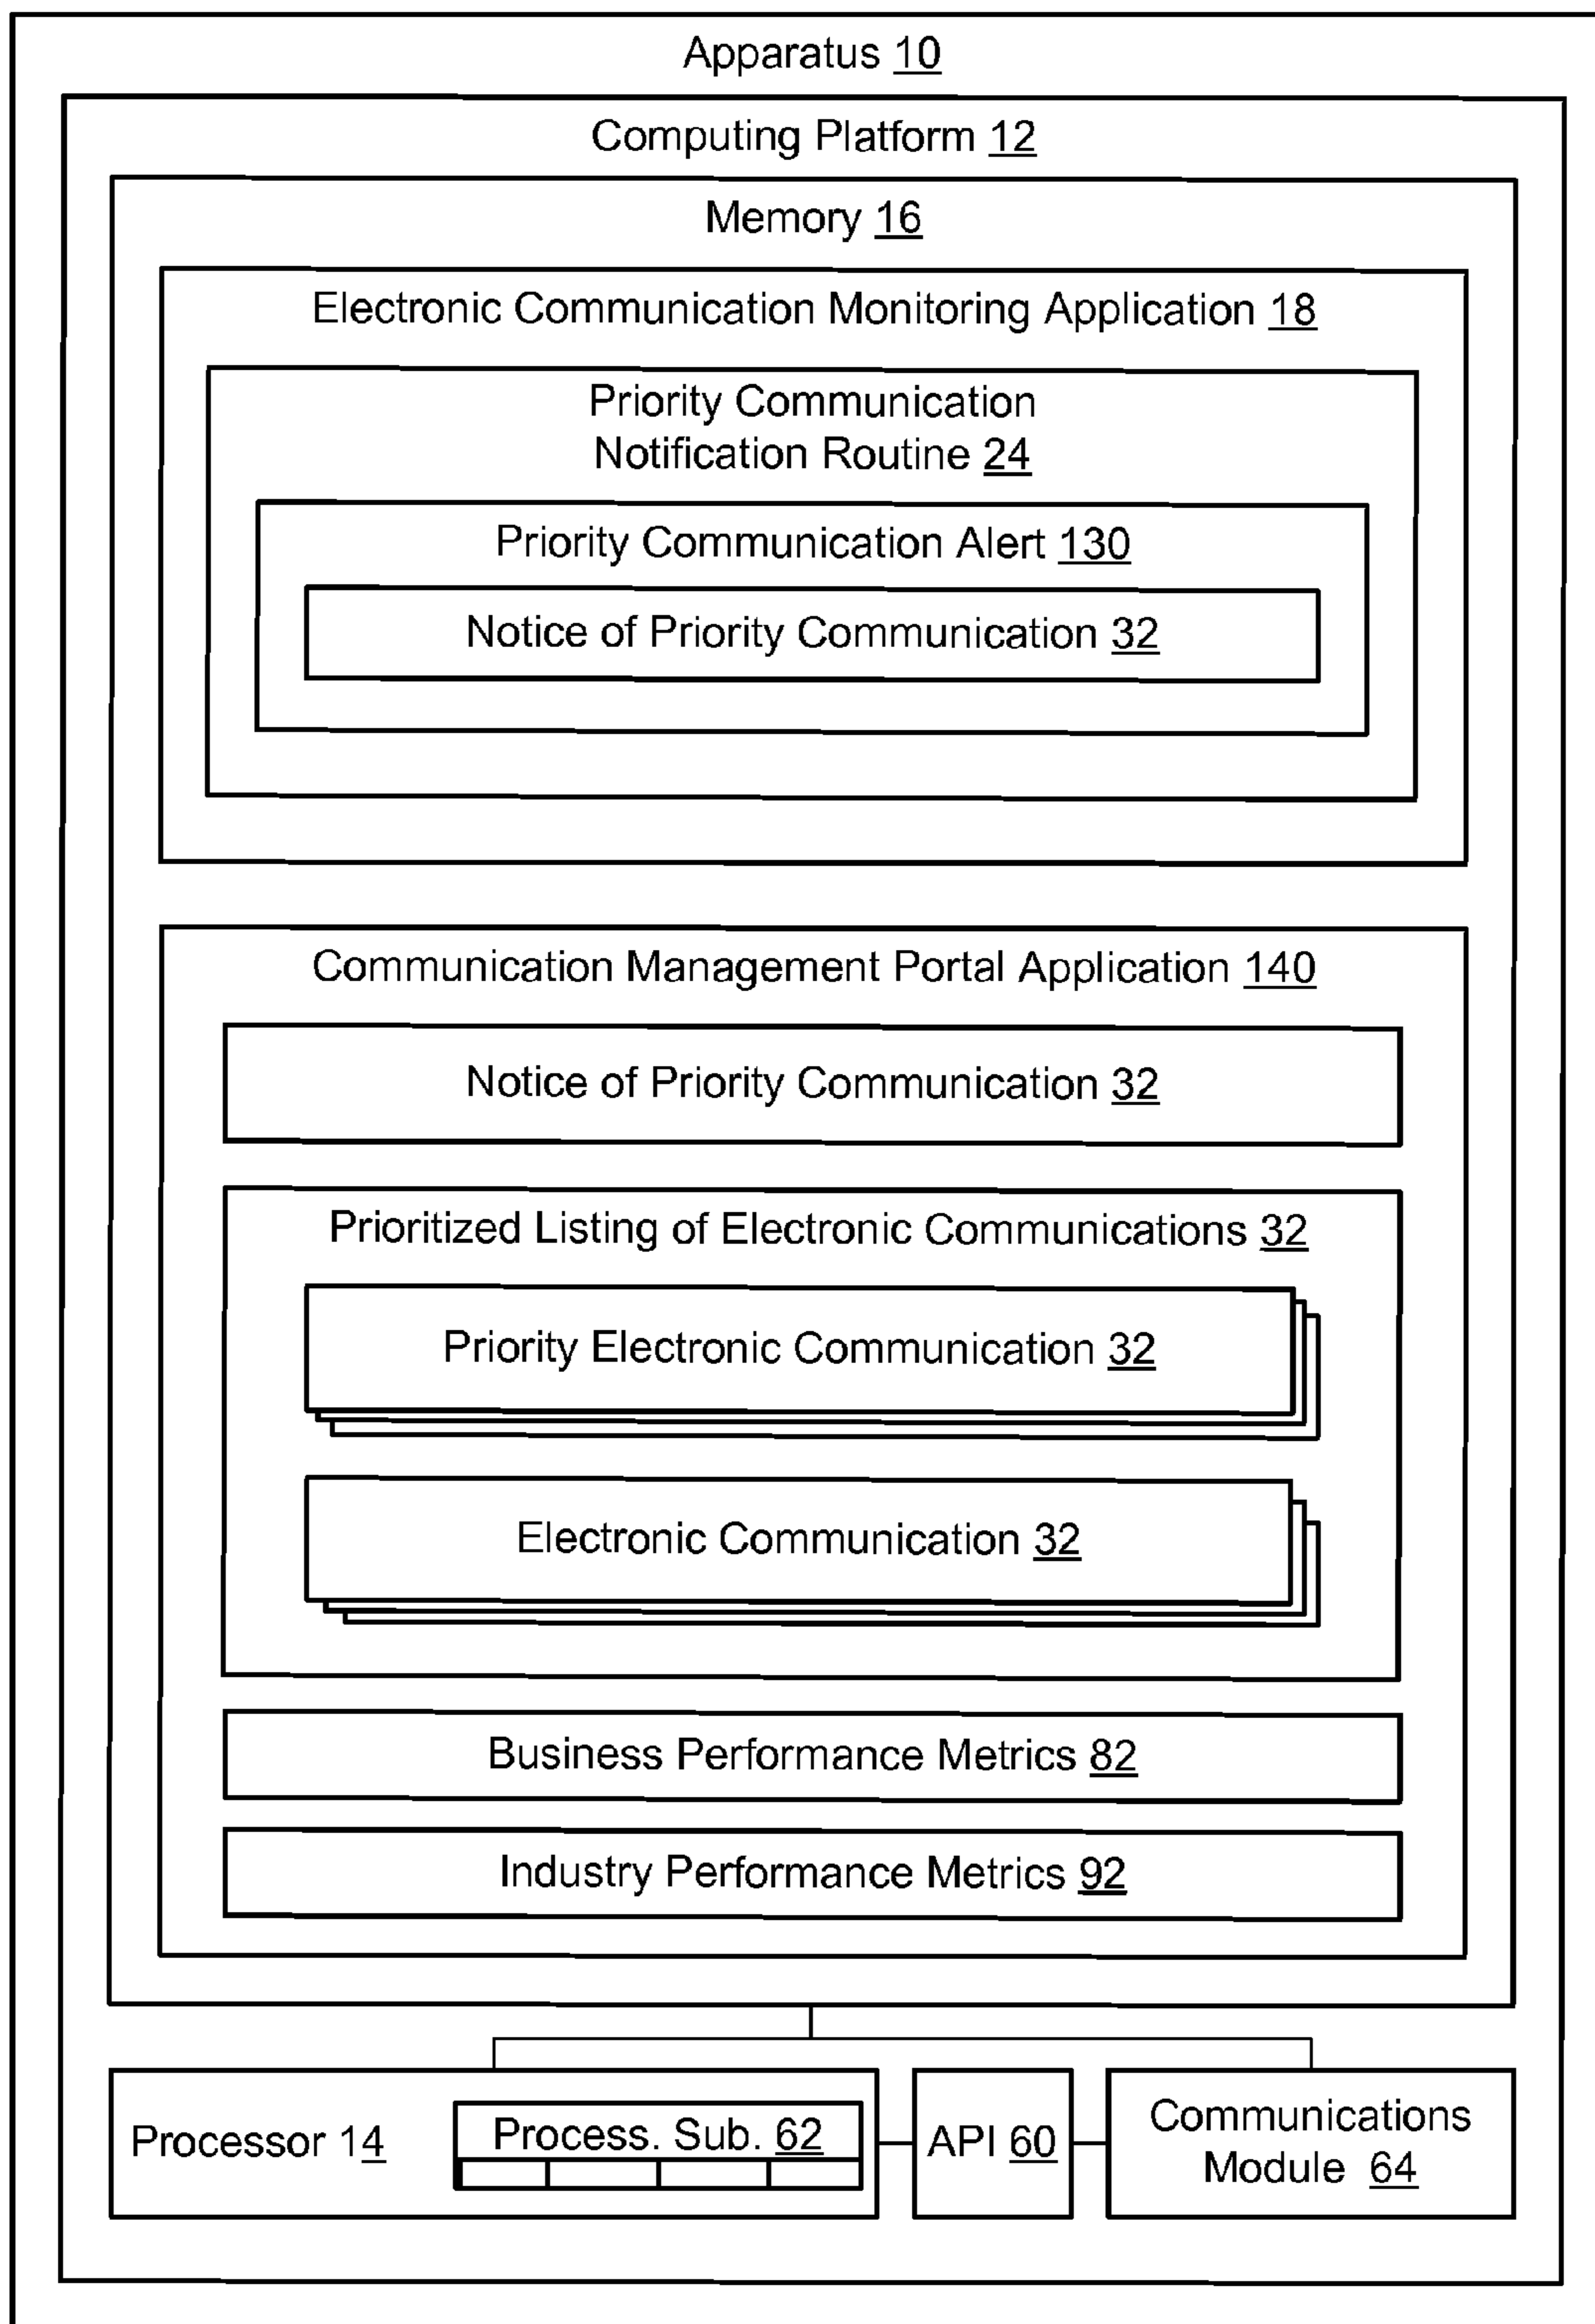 Apparatus 10
Computing Platform 12
Memory 16
Electronic Communication Monitoring Application 18
Priority Communication
Notification Routine 24
Priority Communication Alert 130
Notice of Priority Communication 32
Communication Management Portal Application 140
Notice of Priority Communication 32
Prioritized Listing of Electronic Communications 32
Priority Electronic Communication 32
Electronic Communication 32
Business Performance Metrics 82
Industry Performance Metrics 92
Processor 14
Process. Sub. 62
API 60
Communications
Module 64